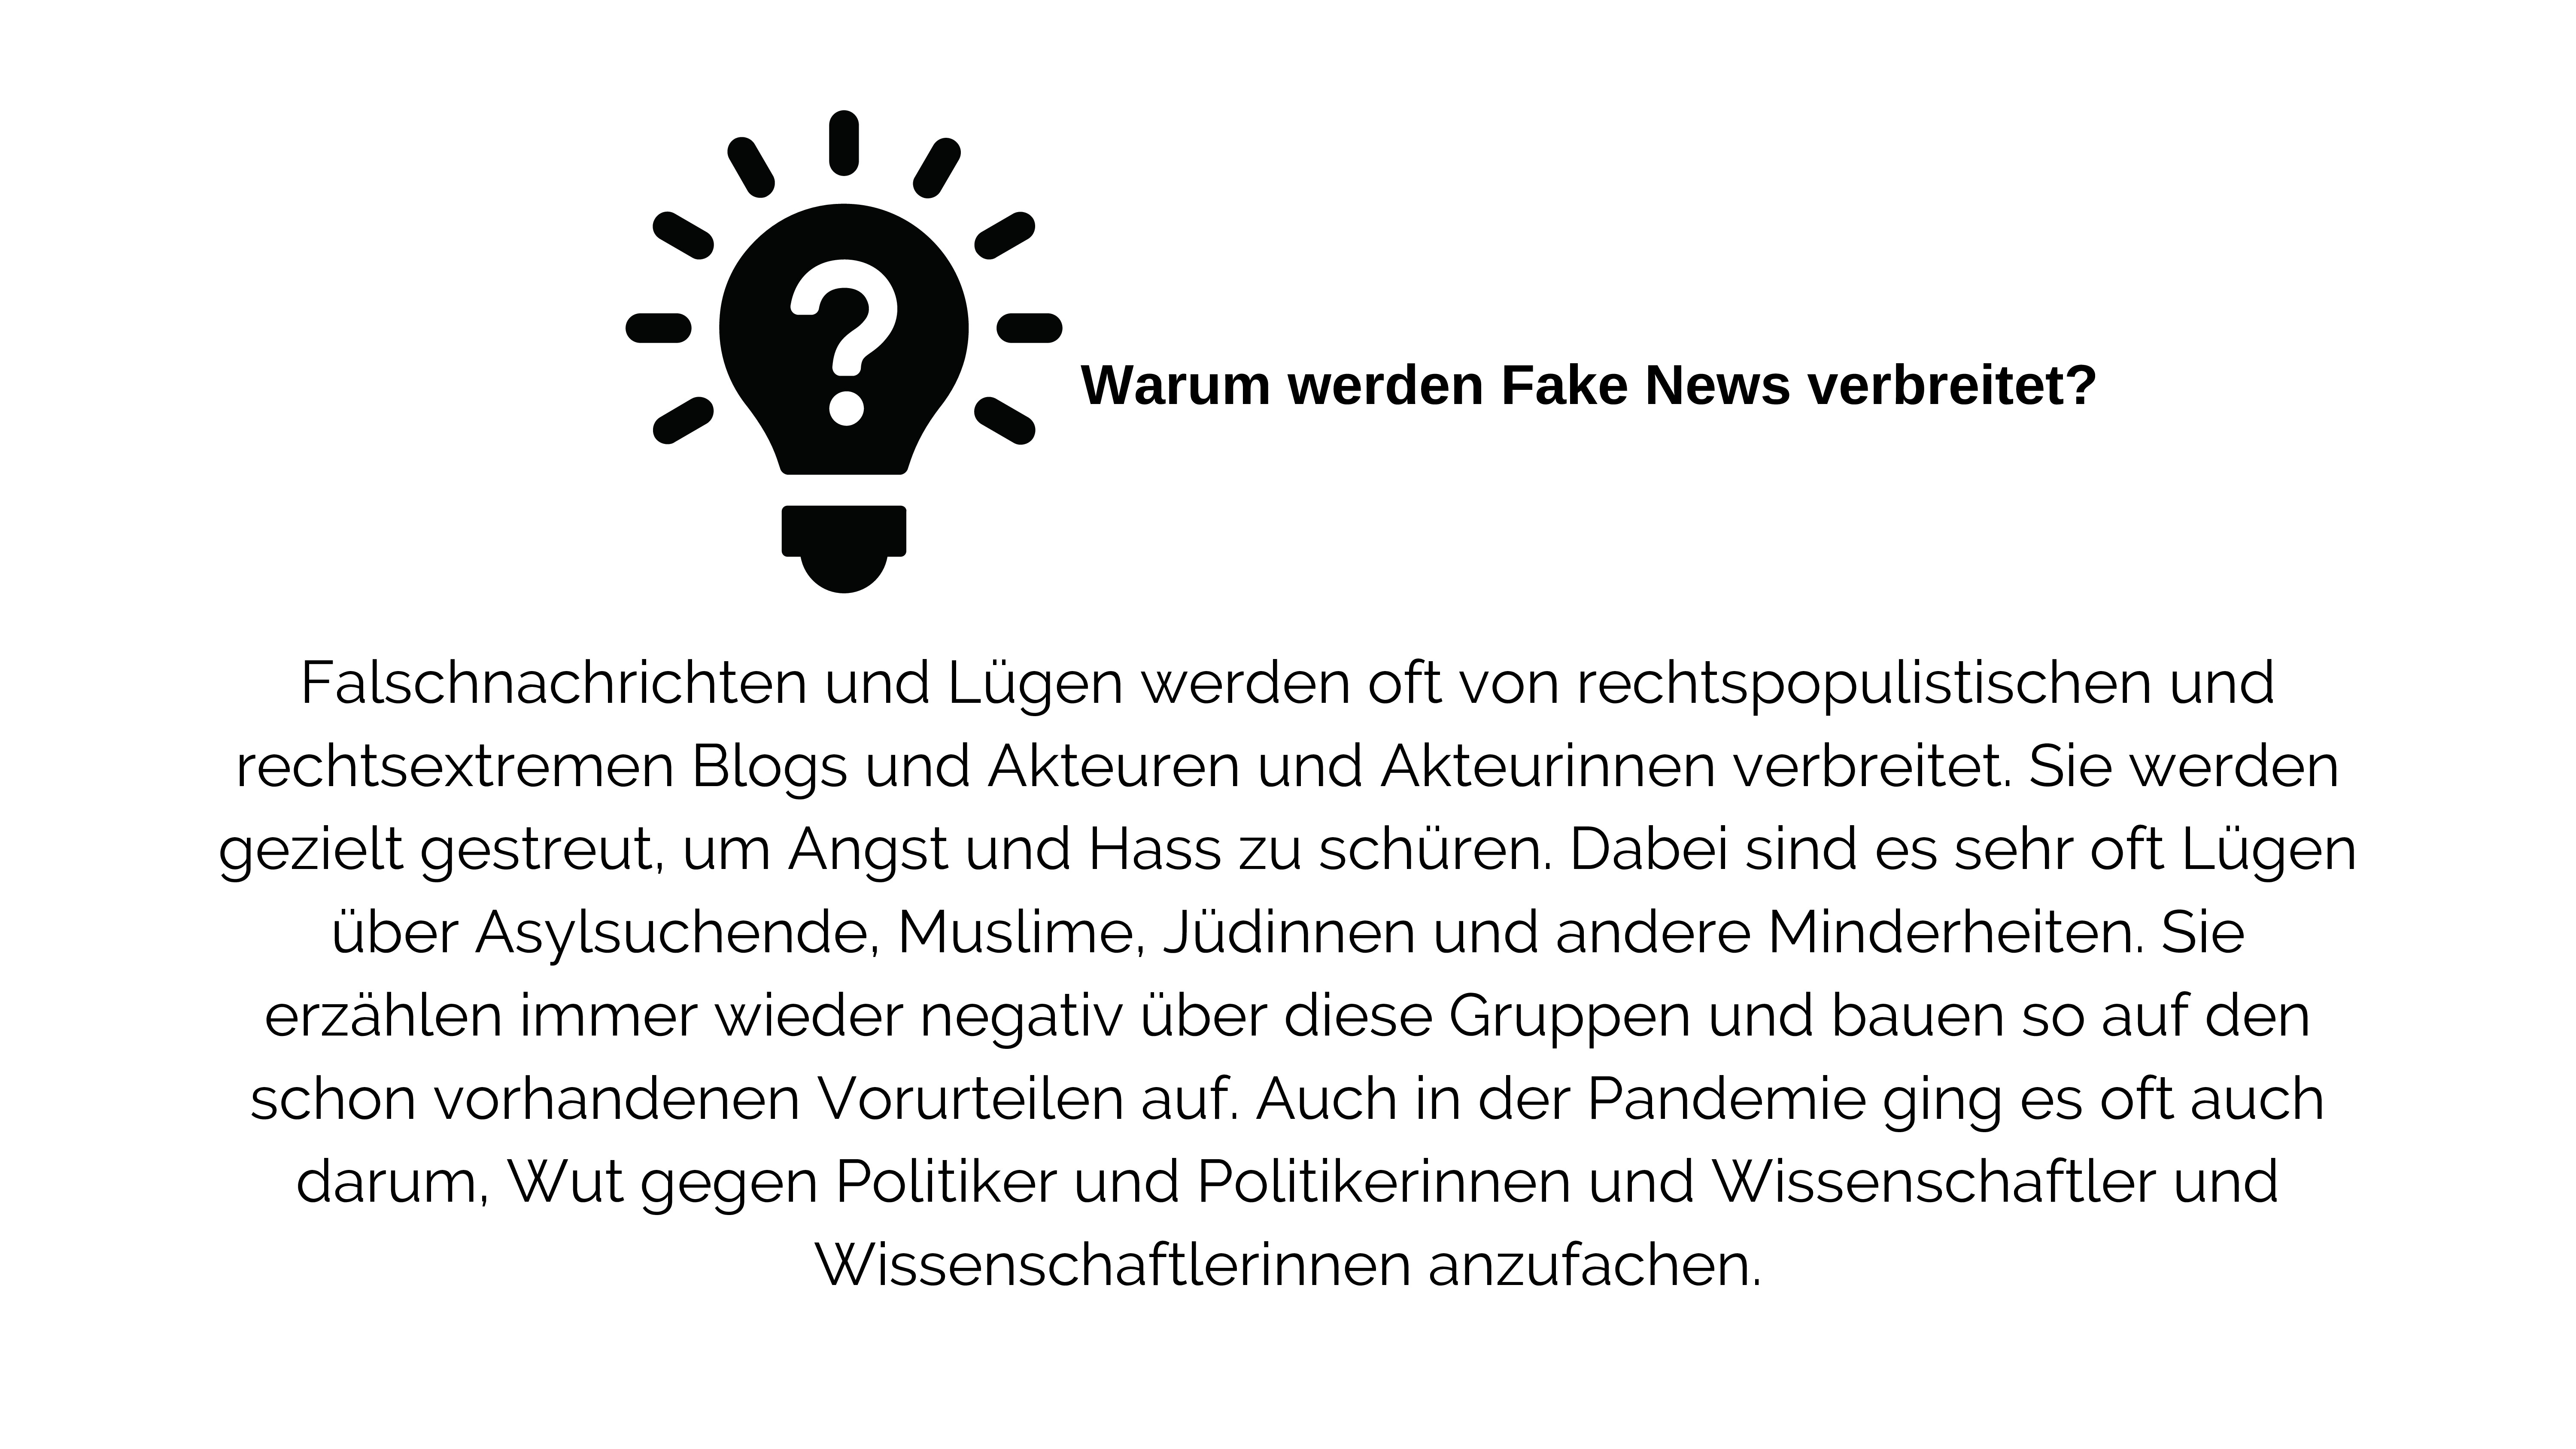 ?
Warum werden Fake News verbreitet?
Falschnachrichten und Lügen werden oft von rechtspopulistischen und
rechtsextremen Blogs und Akteuren und Akteurinnen verbreitet. Sie werden
gezielt gestreut, um Angst und Hass zu schüren. Dabei sind es sehr oft Lügen
über Asylsuchende, Muslime, Jüdinnen und andere Minderheiten. Sie
erzählen immer wieder negativ über diese Gruppen und bauen so auf den
schon vorhandenen Vorurteilen auf. Auch in der Pandemie ging es oft auch
darum, Wut gegen Politiker und Politikerinnen und Wissenschaftler und
Wissenschaftlerinnen anzufachen.